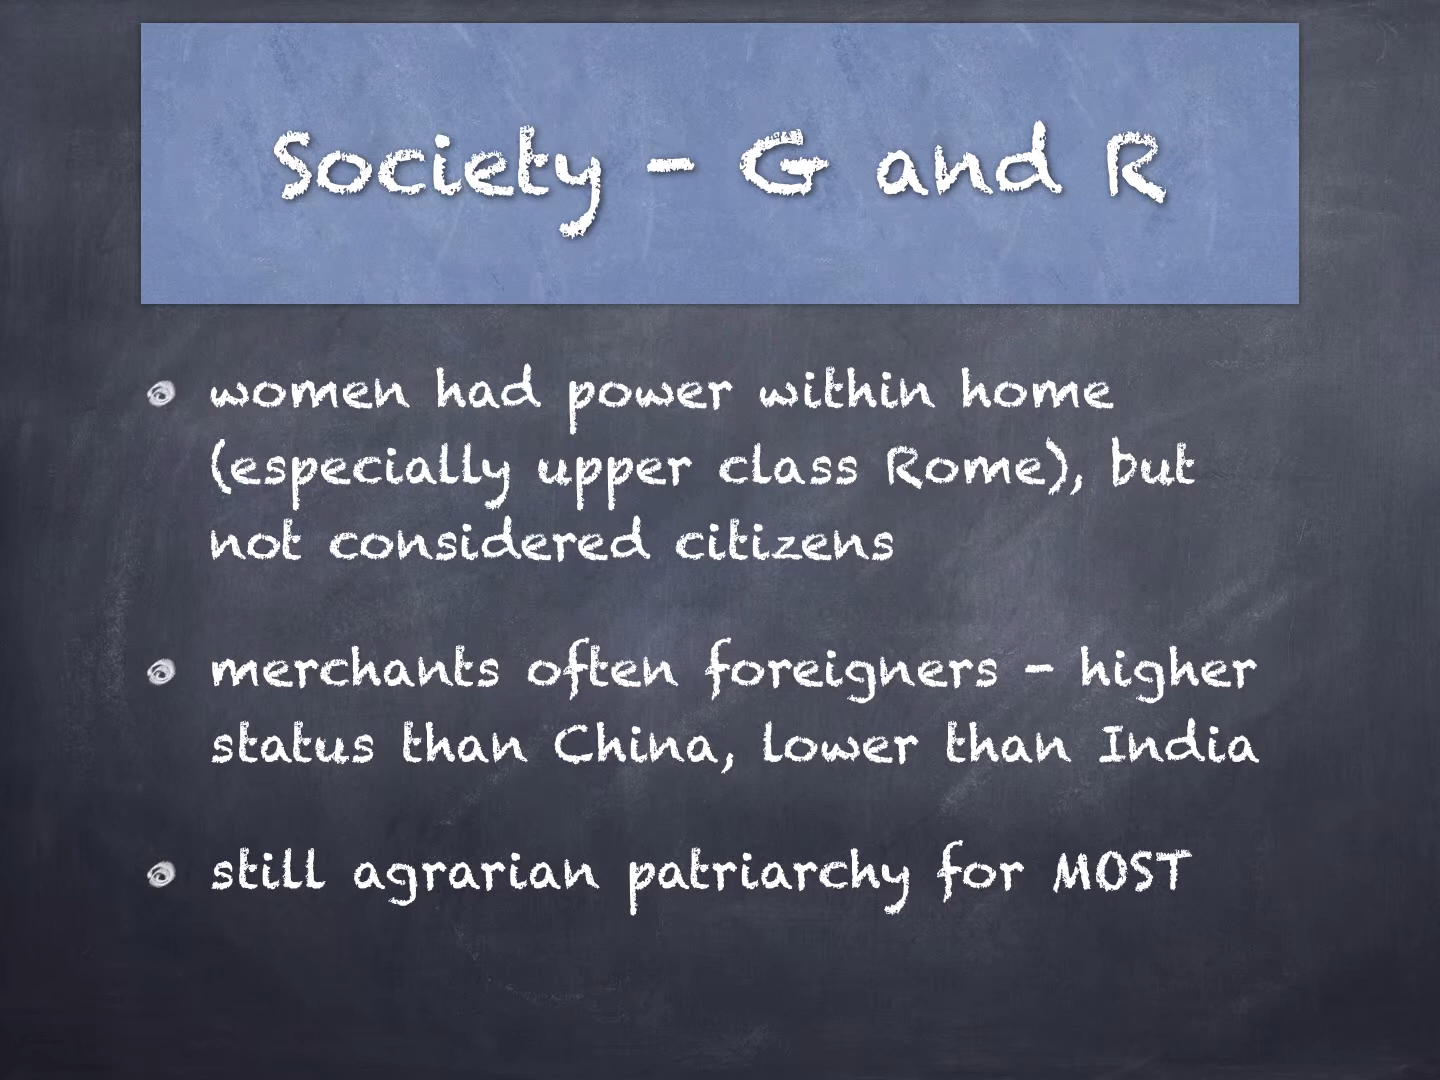 Society - G and R
women had power within home
(especially upper class Rome), but
not considered citizens
merchants often foreigners - higher
status than China, lower than India
still agrarian patriarchy for MOST